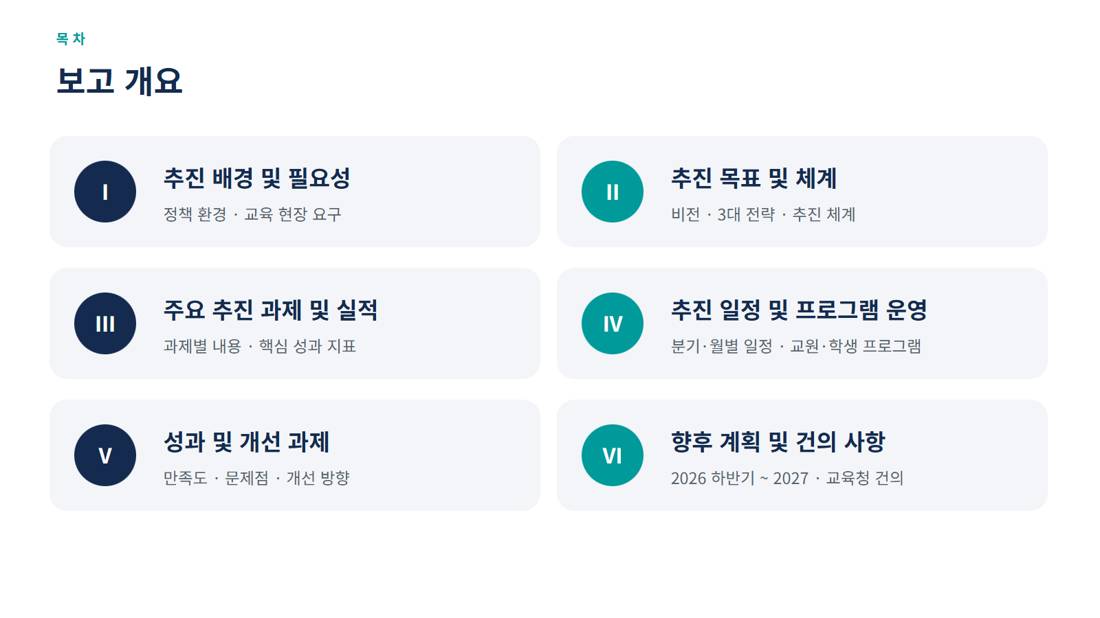 목 차
보고 개요
I
추진 배경 및 필요성
정책 환경 · 교육 현장 요구
II
추진 목표 및 체계
비전 · 3대 전략 · 추진 체계
III
주요 추진 과제 및 실적
과제별 내용 · 핵심 성과 지표
IV
추진 일정 및 프로그램 운영
분기·월별 일정 · 교원·학생 프로그램
V
성과 및 개선 과제
만족도 · 문제점 · 개선 방향
VI
향후 계획 및 건의 사항
2026 하반기 ~ 2027 · 교육청 건의